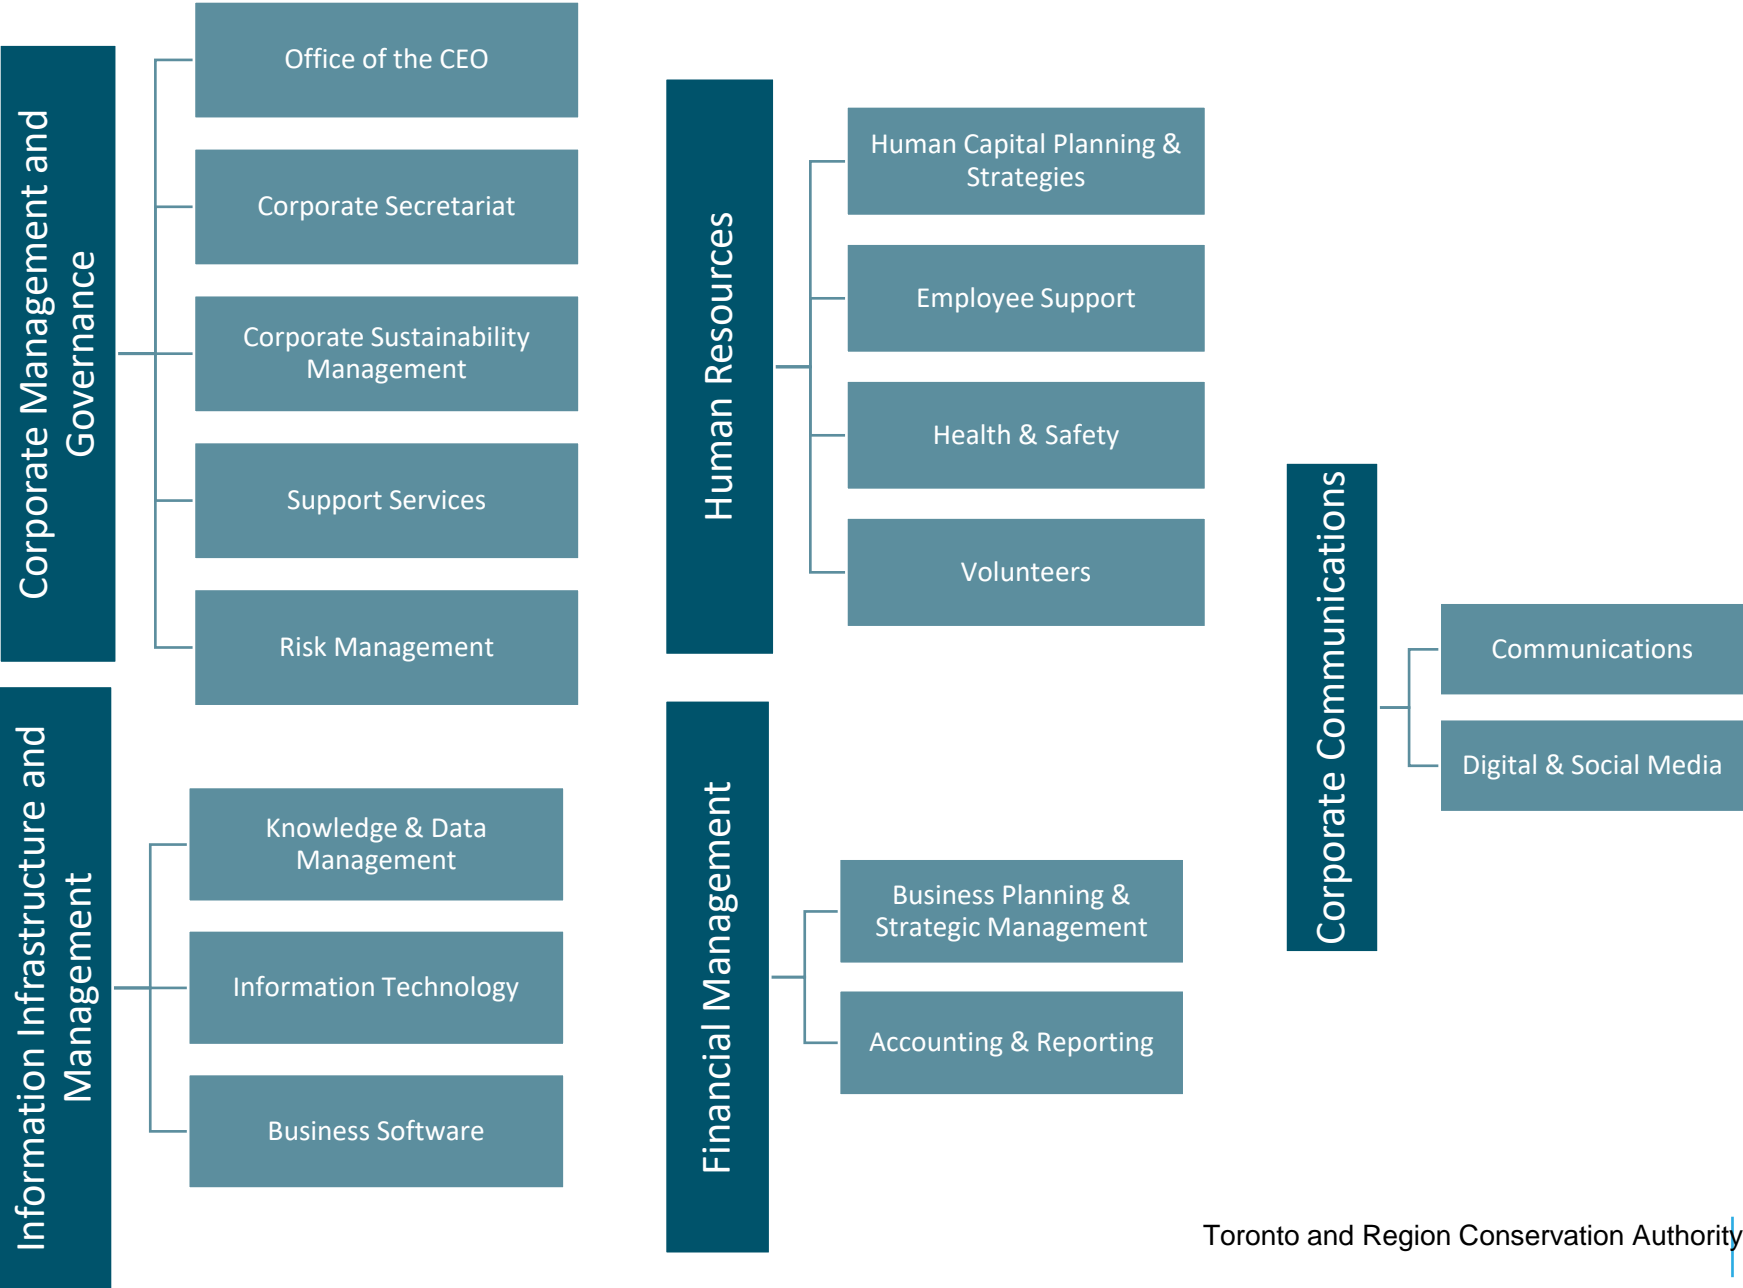 Corporate Management and
Governance
Office of the CEO
Corporate Secretariat
Corporate Sustainability
Management
Support Services
Risk Management
Information Infrastructure and
Management
Knowledge & Data
Management
Information Technology
Business Software
Human Resources
Human Capital Planning &
Strategies
Employee Support
Health & Safety
Volunteers
Financial Management
Business Planning &
Strategic Management
Accounting & Reporting
Corporate Communications
Communications
Digital & Social Media
Toronto and Region Conservation Authority